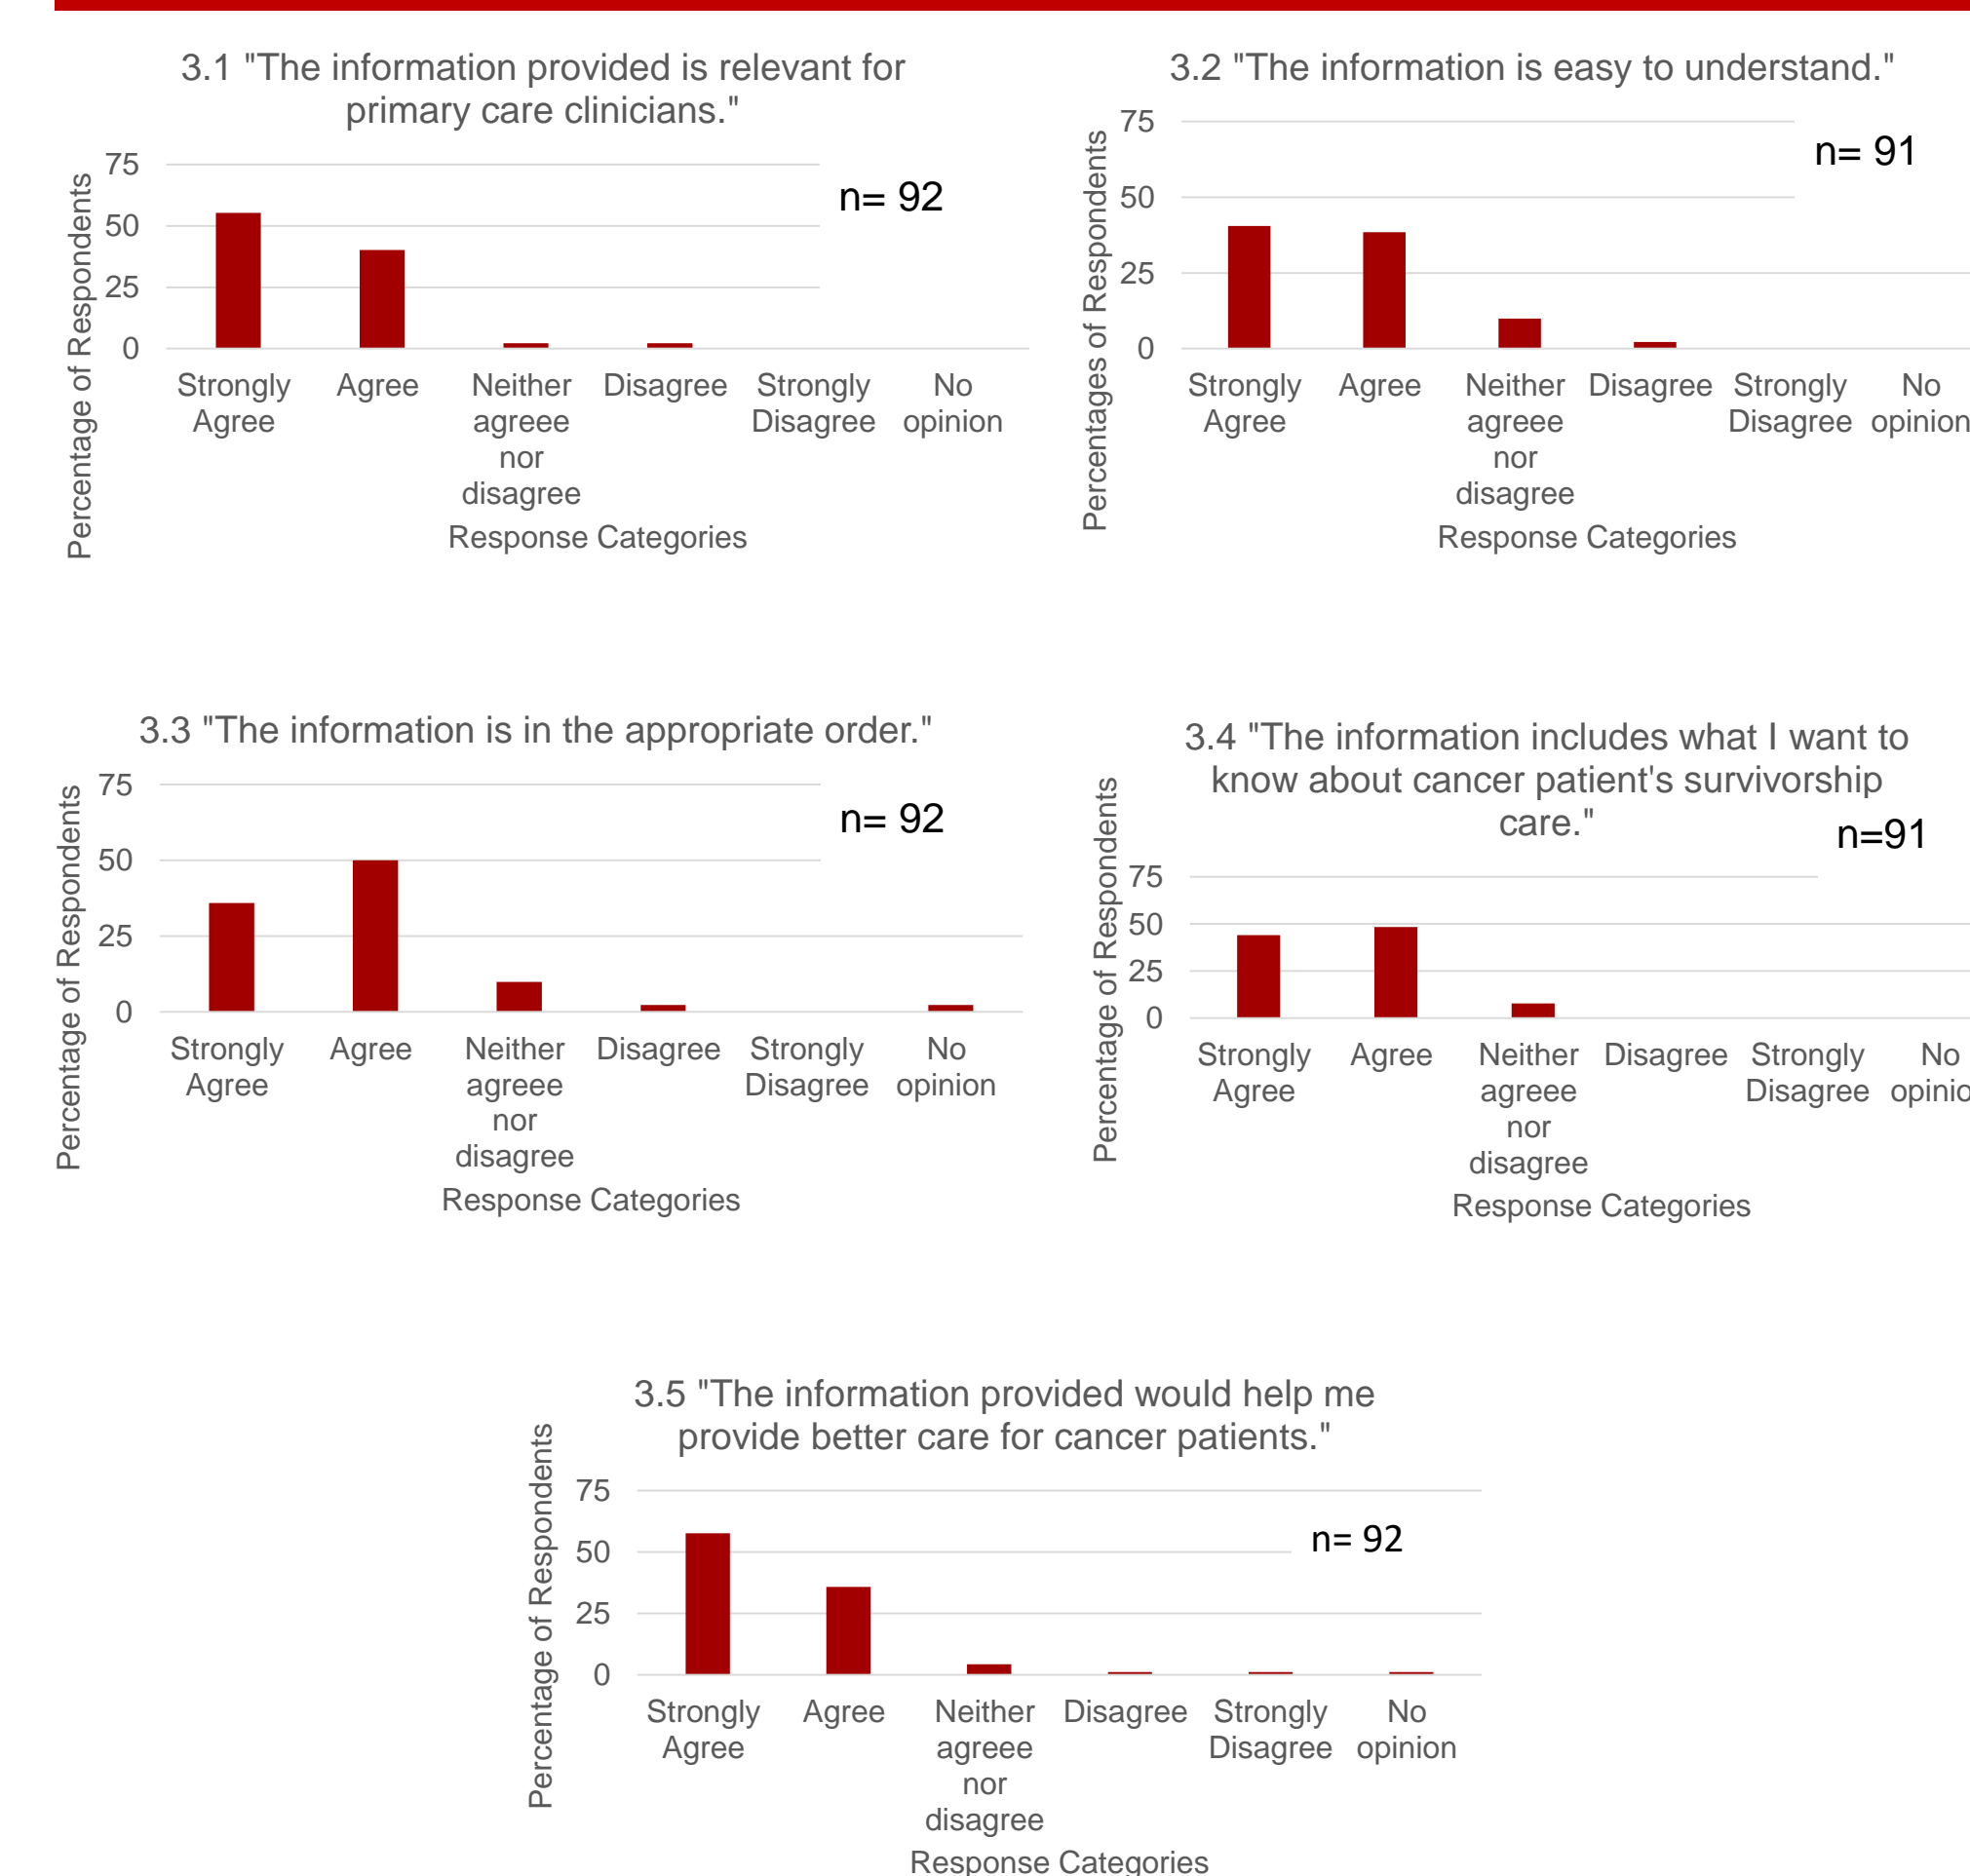 3.1 "The information provided is relevant for
primary care clinicians."
n= 92
Percentage of Respondents
75
50
25
0
Strongly Agree
Agree
Neither agreee nor disagree
Disagree
Strongly Disagree
No opinion
Response Categories
3.2 "The information is easy to understand."
n= 91
Percentages of Respondents
75
50
25
0
Strongly Agree
Agree
Neither agreee nor disagree
Disagree
Strongly Disagree
No opinion
Response Categories
3.3 "The information is in the appropriate order."
n= 92
Percentage of Respondents
75
50
25
0
Strongly Agree
Agree
Neither agreee nor disagree
Disagree
Strongly Disagree
No opinion
Response Categories
3.4 "The information includes what I want to
know about cancer patient's survivorship
care."
n=91
Percentage of Respondents
75
50
25
0
Strongly Agree
Agree
Neither agreee nor disagree
Disagree
Strongly Disagree
No opinio
Response Categories
3.5 "The information provided would help me
provide better care for cancer patients."
n= 92
Percentage of Respondents
75
50
25
0
Strongly Agree
Agree
Neither agreee nor disagree
Disagree
Strongly Disagree
No opinion
Response Categories